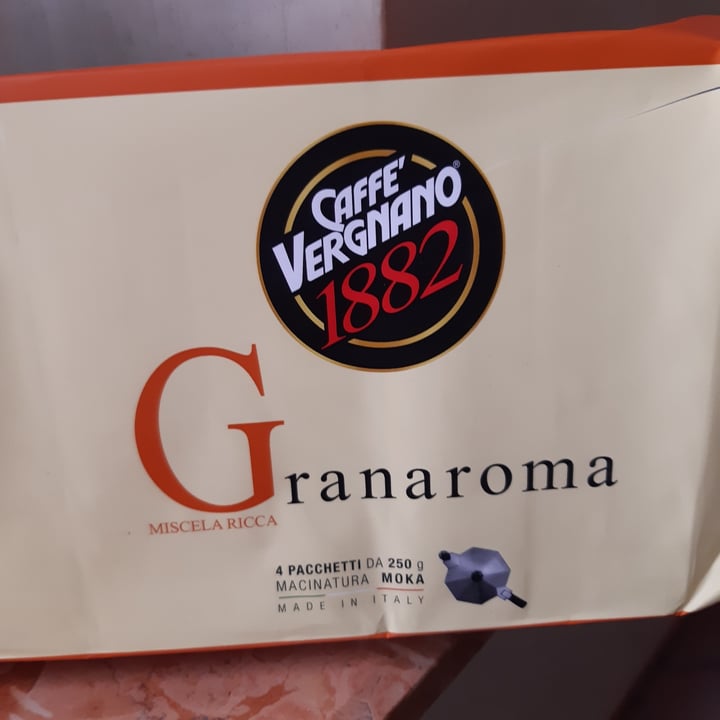 CAFFE'
VERGNANO®
1882
Granaroma
MISCELA RICCA
4 PACCHETTI DA 250 g
MACINATURA MOKA
MADE IN ITALY